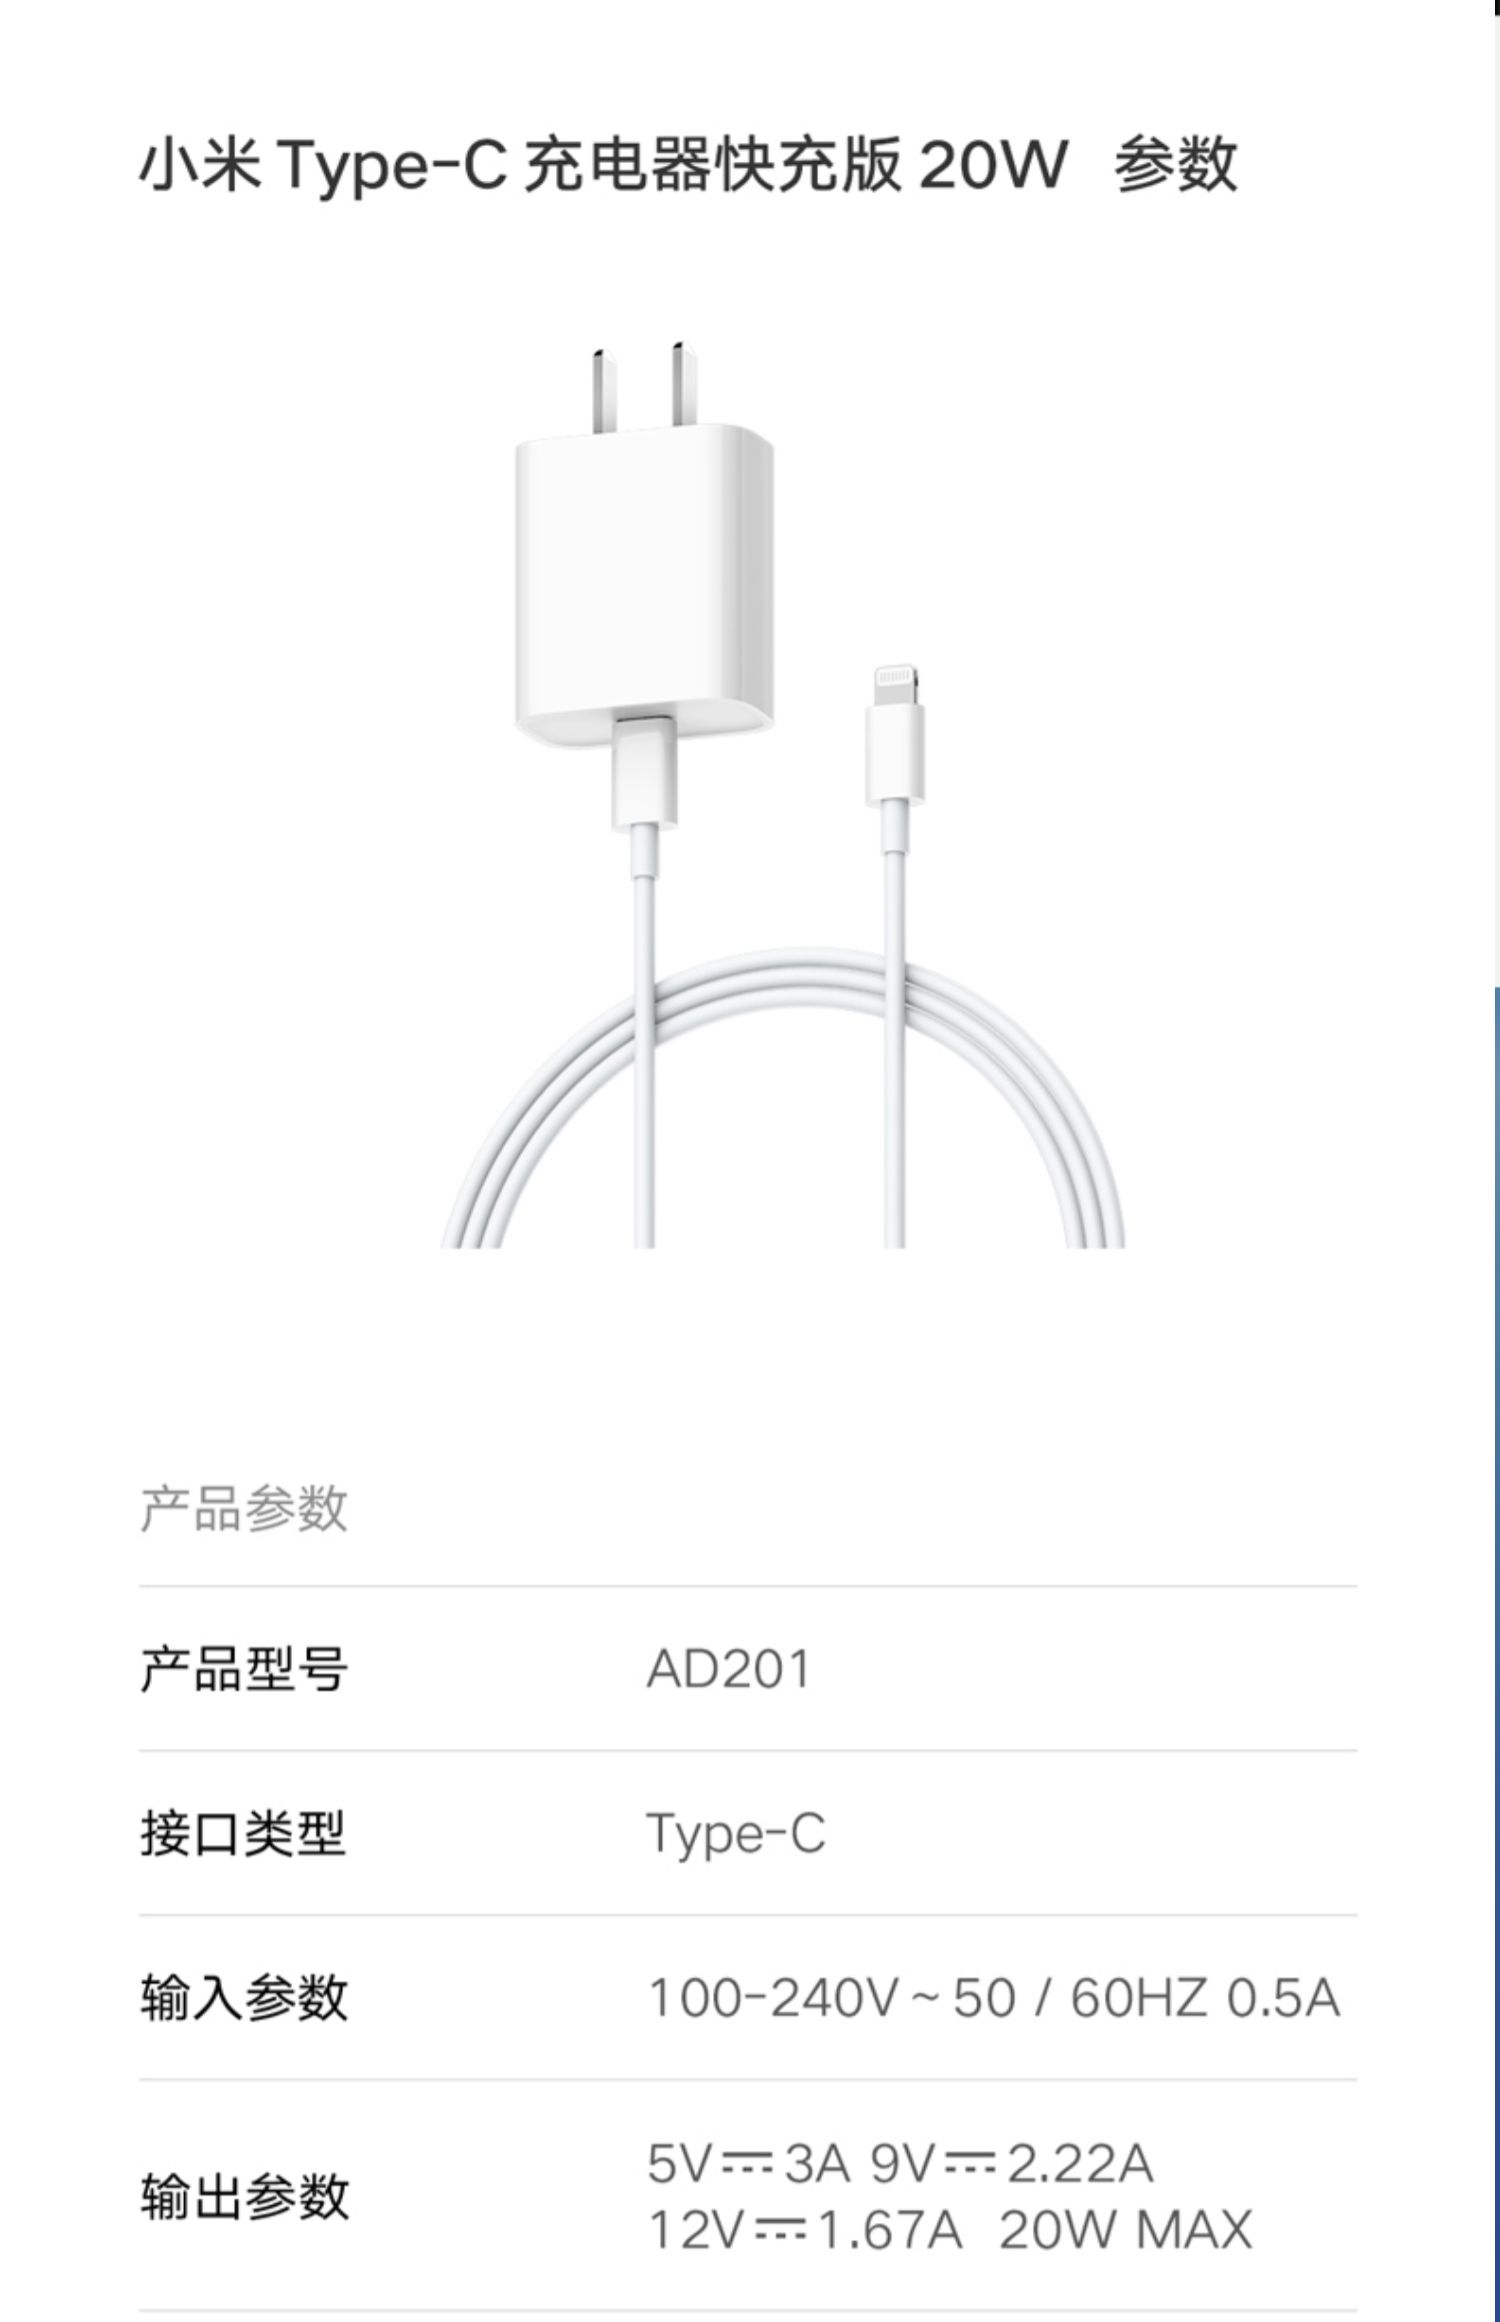 小米 Type-C 充电器快充版 20W 参数
产品参数
产品型号 AD201
接口类型 Type-C
输入参数 100-240V ~ 50 / 60HZ 0.5A
输出参数 5V⎓3A 9V⎓2.22A
12V⎓1.67A 20W MAX